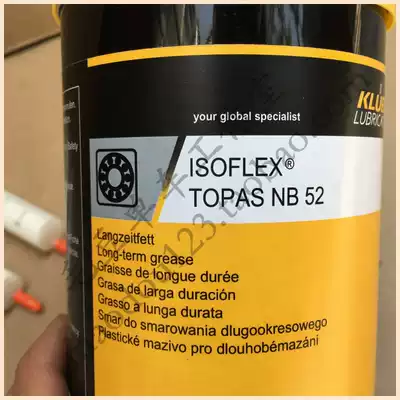 KLUB
LUBRIC
your global specialist
ISOFLEX®
TOPAS NB 52
Langzeitfett
Long-term grease
Graisse de longue durée
Grasa de larga duración
Grasso a lunga durata
Smar do smarowania dlugookresowego
Plastické mazivo pro dlouhobémazání